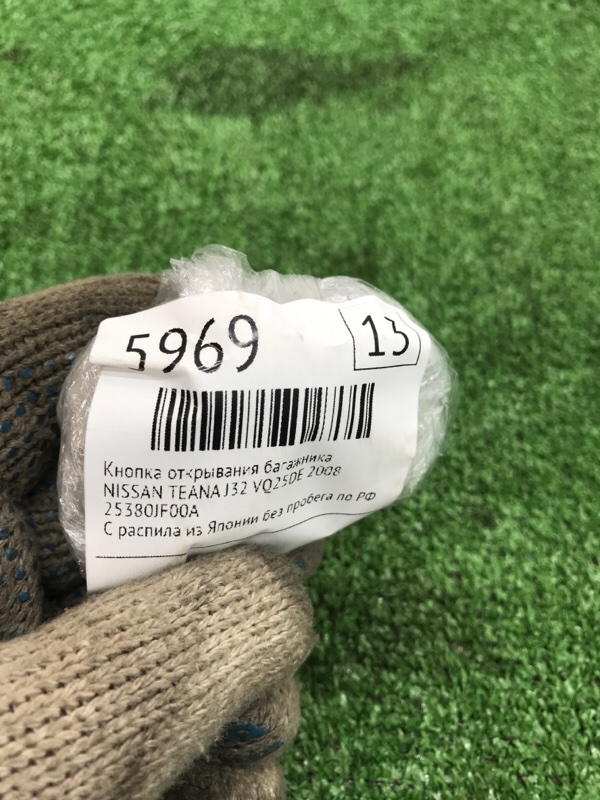 5969
13
Кнопка открывания багажника
NISSAN TEANA J32 VQ25DE 2008
25380JF00A
С распила из Японии без пробега по РФ